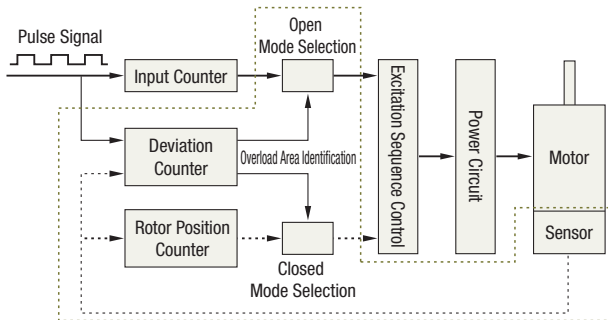 Pulse Signal
Open
Mode Selection
Input Counter
Deviation
Counter
Overload Area Identification
Rotor Position
Counter
Closed
Mode Selection
Excitation Sequence Control
Power Circuit
Motor
Sensor